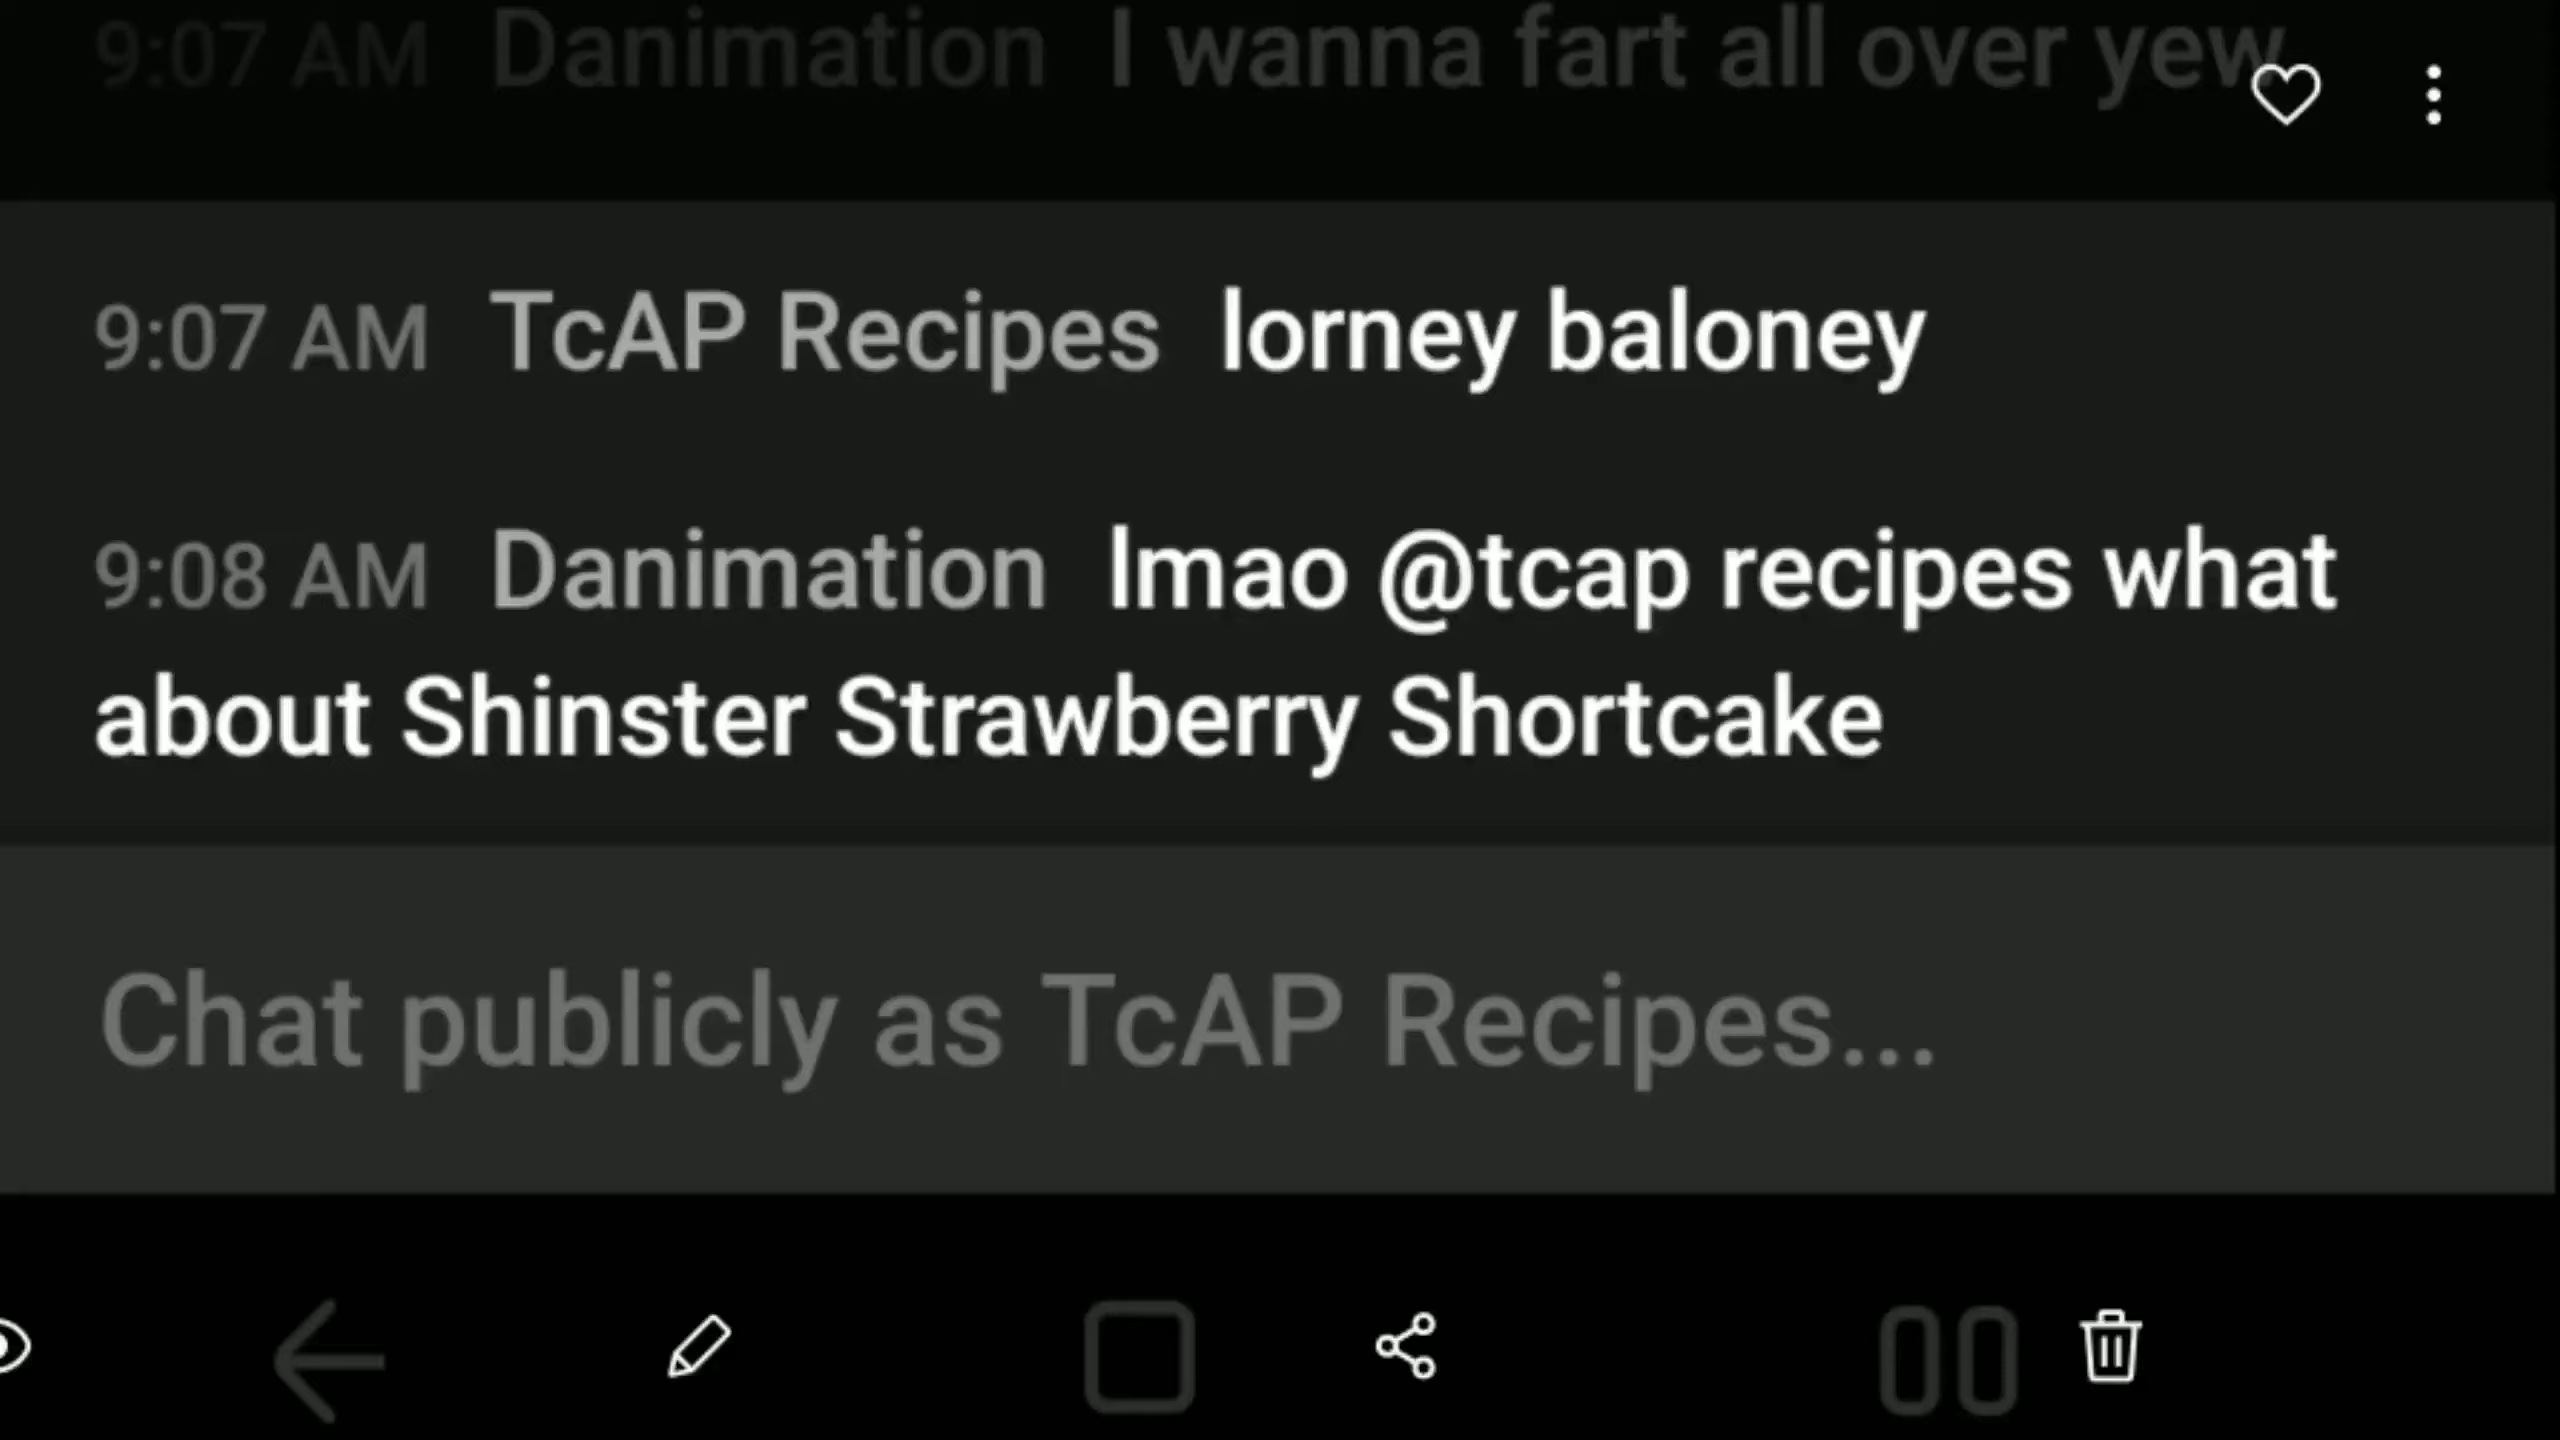 9:07 AM Danimation I wanna fart all over yew
9:07 AM TcAP Recipes lorney baloney
9:08 AM Danimation lmao @tcap recipes what
about Shinster Strawberry Shortcake
Chat publicly as TcAP Recipes...